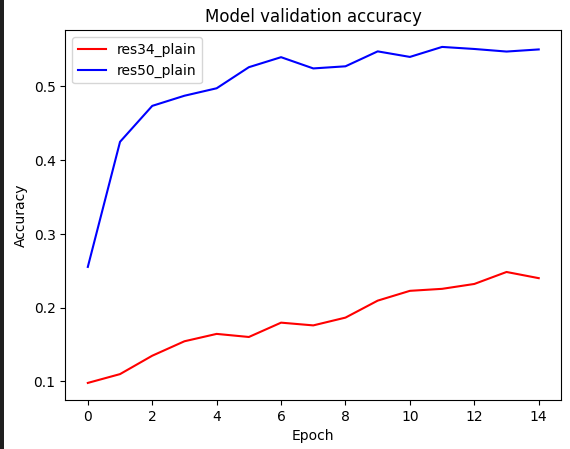 Model validation accuracy
res34_plain
res50_plain
0.5
0.4
0.3
0.2
0.1
Accuracy
0 2 4 6 8 10 12 14
Epoch